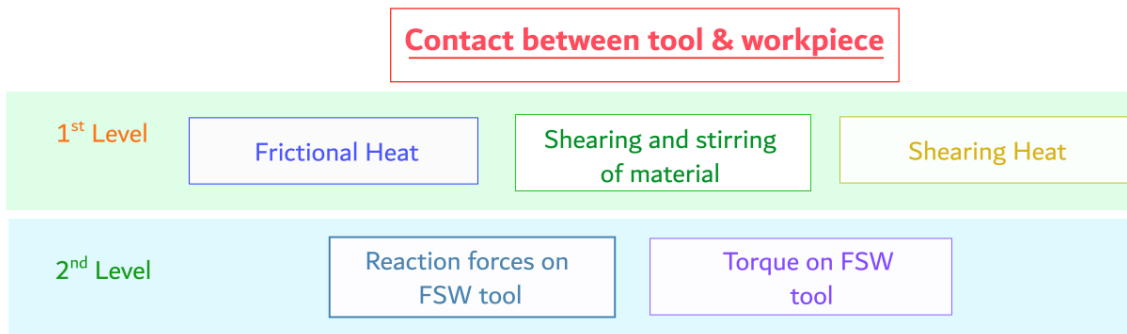 Contact between tool & workpiece
1st Level
Frictional Heat
Shearing and stirring
of material
Shearing Heat
2nd Level
Reaction forces on
FSW tool
Torque on FSW
tool